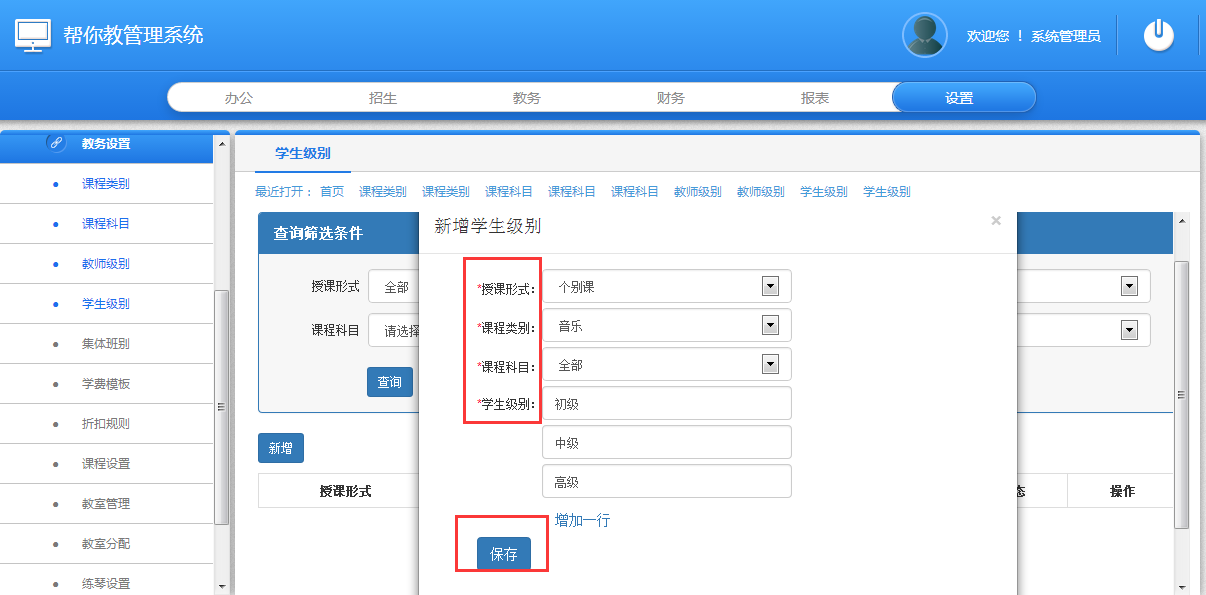 帮你教管理系统
欢迎您 ！ 系统管理员
办公 招生 教务 财务 报表 设置
教务设置
课程类别
课程科目
教师级别
学生级别
集体班别
学费模板
折扣规则
课程设置
教室管理
教室分配
练琴设置
学生级别
最近打开： 首页 课程类别 课程类别 课程科目 课程科目 课程科目 教师级别 教师级别 学生级别 学生级别
查询筛选条件
授课形式 全部
课程科目 请选择
查询
新增
授课形式 态 操作
新增学生级别 ×
*授课形式： 个别课
*课程类别： 音乐
*课程科目： 全部
*学生级别： 初级
中级
高级
增加一行
保存